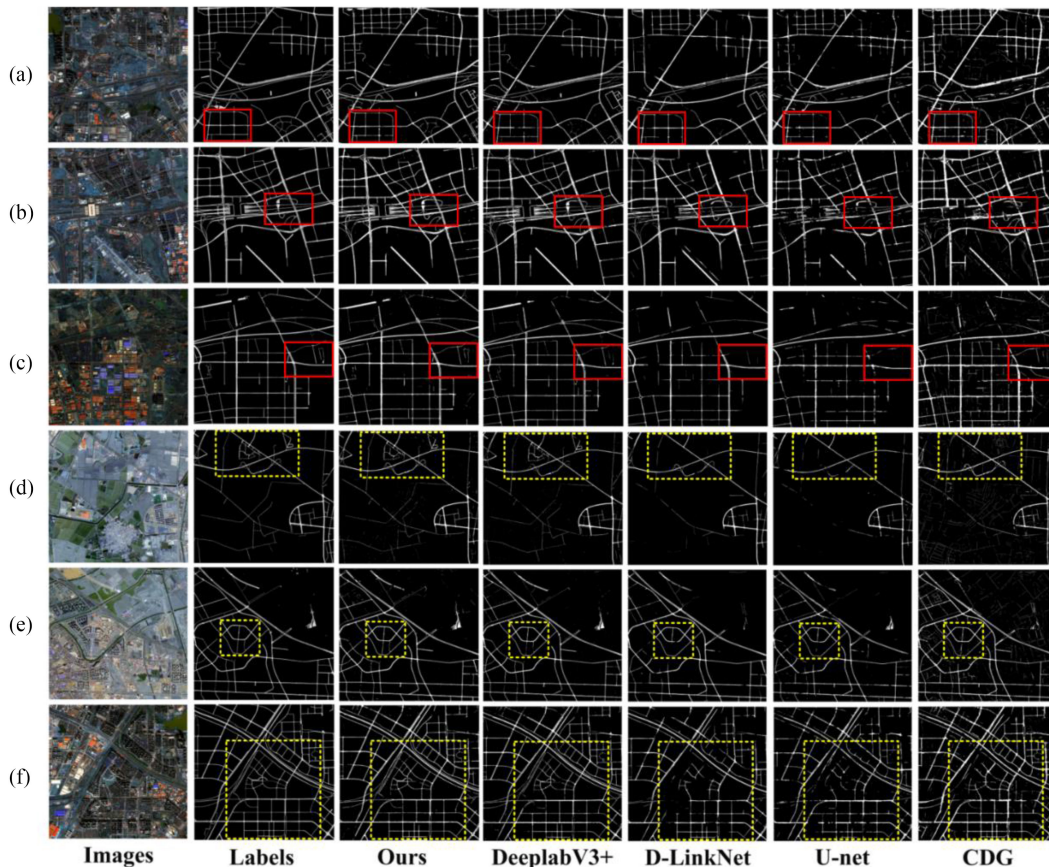 (a)
(b)
(c)
(d)
(e)
(f)
Images Labels Ours DeeplabV3+ D-LinkNet U-net CDG